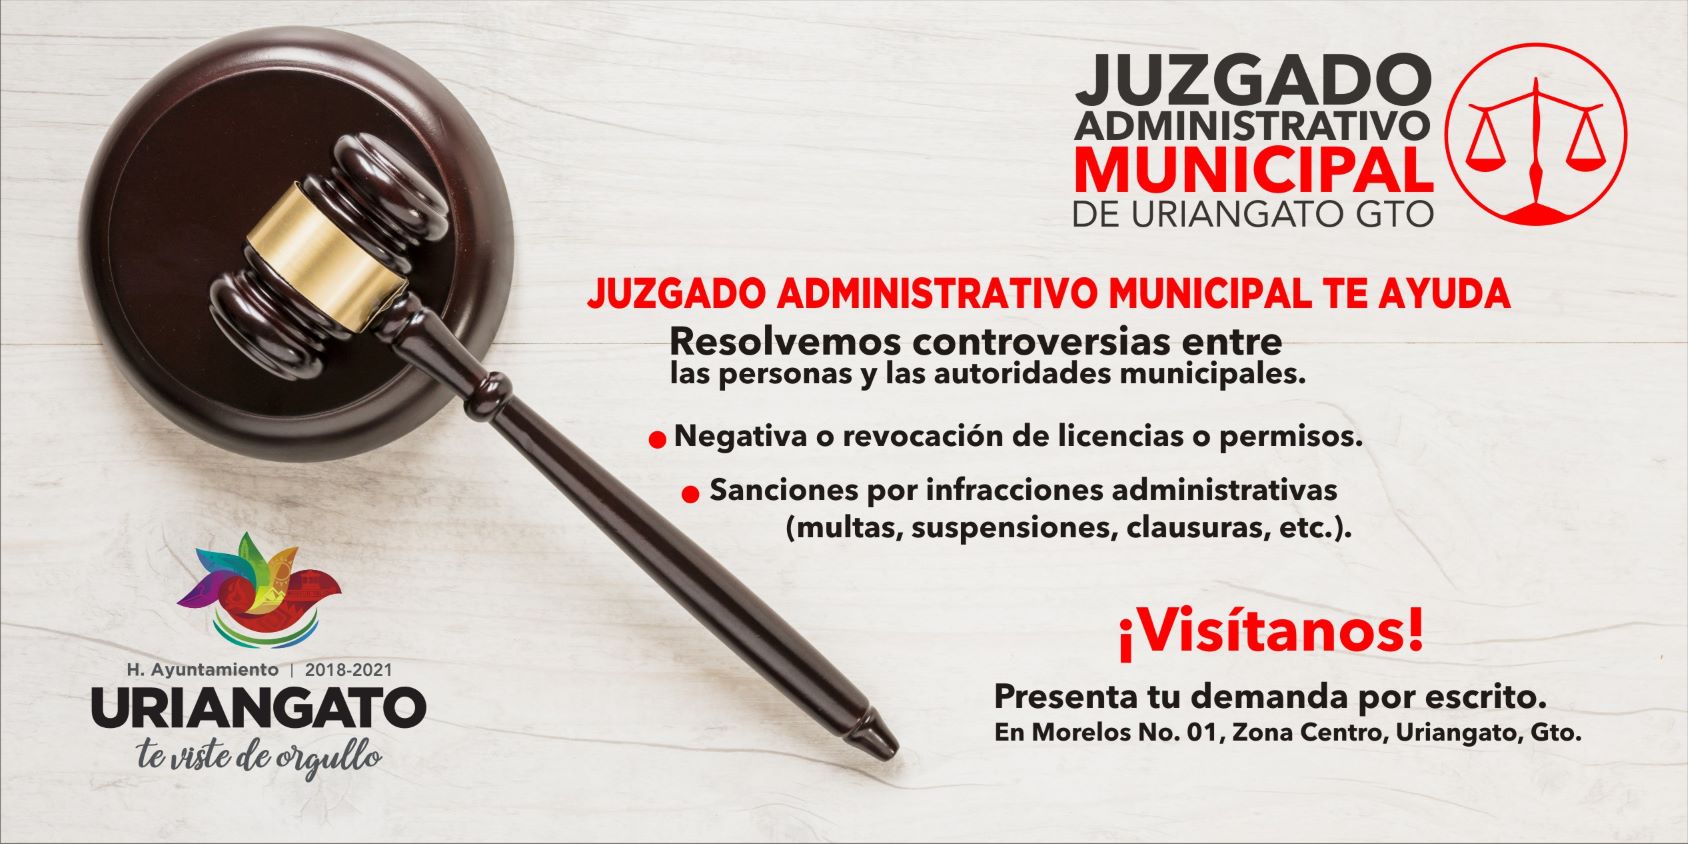 JUZGADO
ADMINISTRATIVO
MUNICIPAL
DE URIANGATO GTO
JUZGADO ADMINISTRATIVO MUNICIPAL TE AYUDA
Resolvemos controversias entre
las personas y las autoridades municipales.
Negativa o revocación de licencias o permisos.
Sanciones por infracciones administrativas
(multas, suspensiones, clausuras, etc.).
¡Visítanos!
Presenta tu demanda por escrito.
En Morelos No. 01, Zona Centro, Uriangato, Gto.
H. Ayuntamiento | 2018-2021
URIANGATO
te viste de orgullo